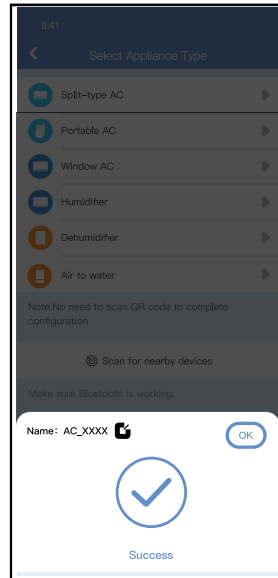 9:41
Select Appliance Type
Split-type AC
Portable AC
Window AC
Humidifier
Dehumidifier
Air to water
Note:No need to scan QR code to complete
configuration
Scan for nearby devices
Make sure Bluetooth is working.
Name: AC_XXXX
OK
Success